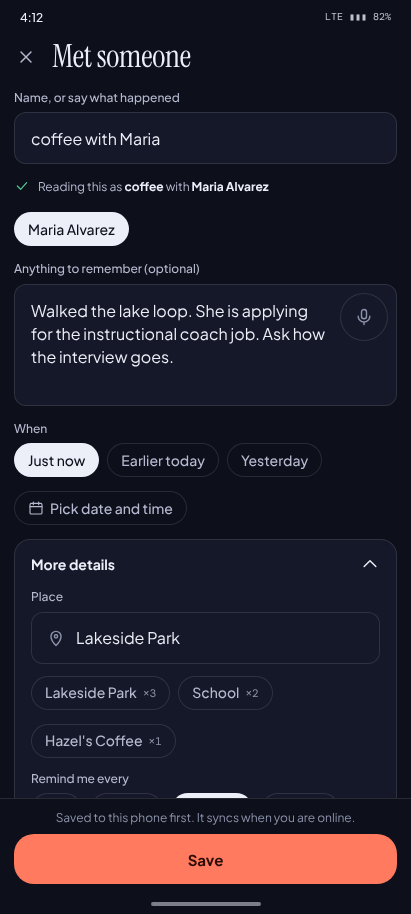 4:12
LTE 82%
Met someone
Name, or say what happened
coffee with Maria
Reading this as coffee with Maria Alvarez
Maria Alvarez
Anything to remember (optional)
Walked the lake loop. She is applying
for the instructional coach job. Ask how
the interview goes.
When
Just now
Earlier today
Yesterday
Pick date and time
More details
Place
Lakeside Park
Lakeside Park ×3
School ×2
Hazel's Coffee ×1
Remind me every
Saved to this phone first. It syncs when you are online.
Save